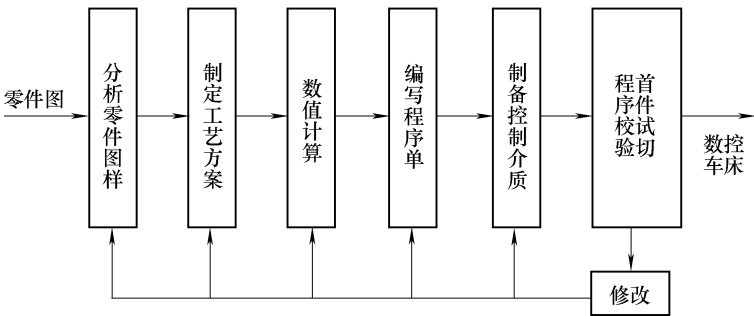 零件图
分析零件图样
制定工艺方案
数值计算
编写程序单
制备控制介质
程序校验
首件试切
数控
车床
修改